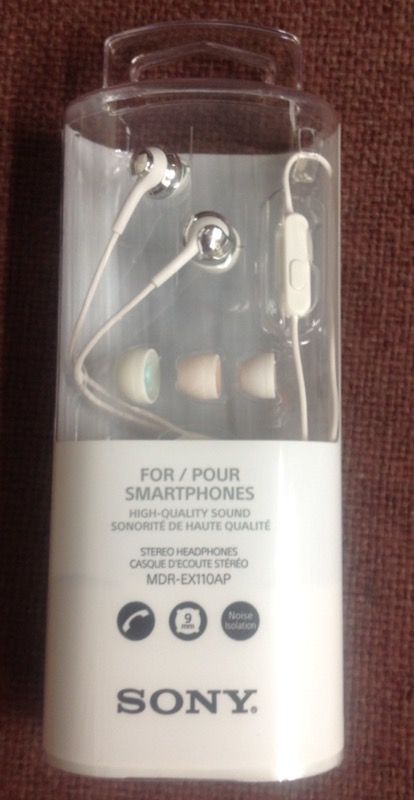 FOR / POUR
SMARTPHONES
HIGH-QUALITY SOUND
SONORITÉ DE HAUTE QUALITÉ
STEREO HEADPHONES
CASQUE D'ECOUTE STÉRÉO
MDR-EX110AP
9
mm
Noise
Isolation
SONY.